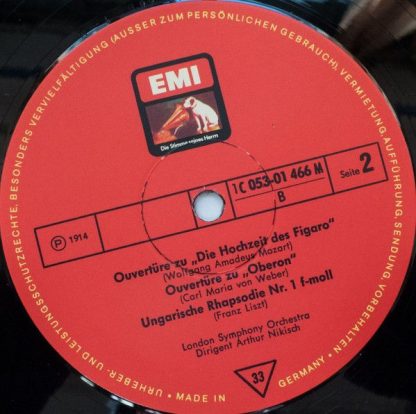 URHEBER- UND LEISTUNGSSCHUTZRECHTE, BESONDERS VERVIELFÄLTIGUNG (AUSSER ZUM PERSÖNLICHEN GEBRAUCH), VERMIETUNG, AUFFÜHRUNG, SENDUNG VORBEHALTEN
EMI
Die Stimme seines Herrn
1C 053-01 466 M
B
Seite 2
Ⓟ 1914
Ouvertüre zu „Die Hochzeit des Figaro“
(Wolfgang Amadeus Mozart)
Ouvertüre zu „Oberon“
(Carl Maria von Weber)
Ungarische Rhapsodie Nr. 1 f-moll
(Franz Liszt)
London Symphony Orchestra
Dirigent Arthur Nikisch
33
MADE IN GERMANY